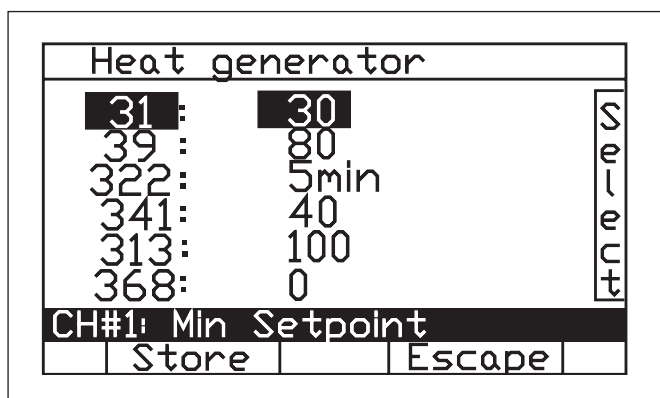 Heat generator
31 : 30
39 : 80
322: 5min
341: 40
313: 100
368: 0
Select
CH#1: Min Setpoint
Store Escape